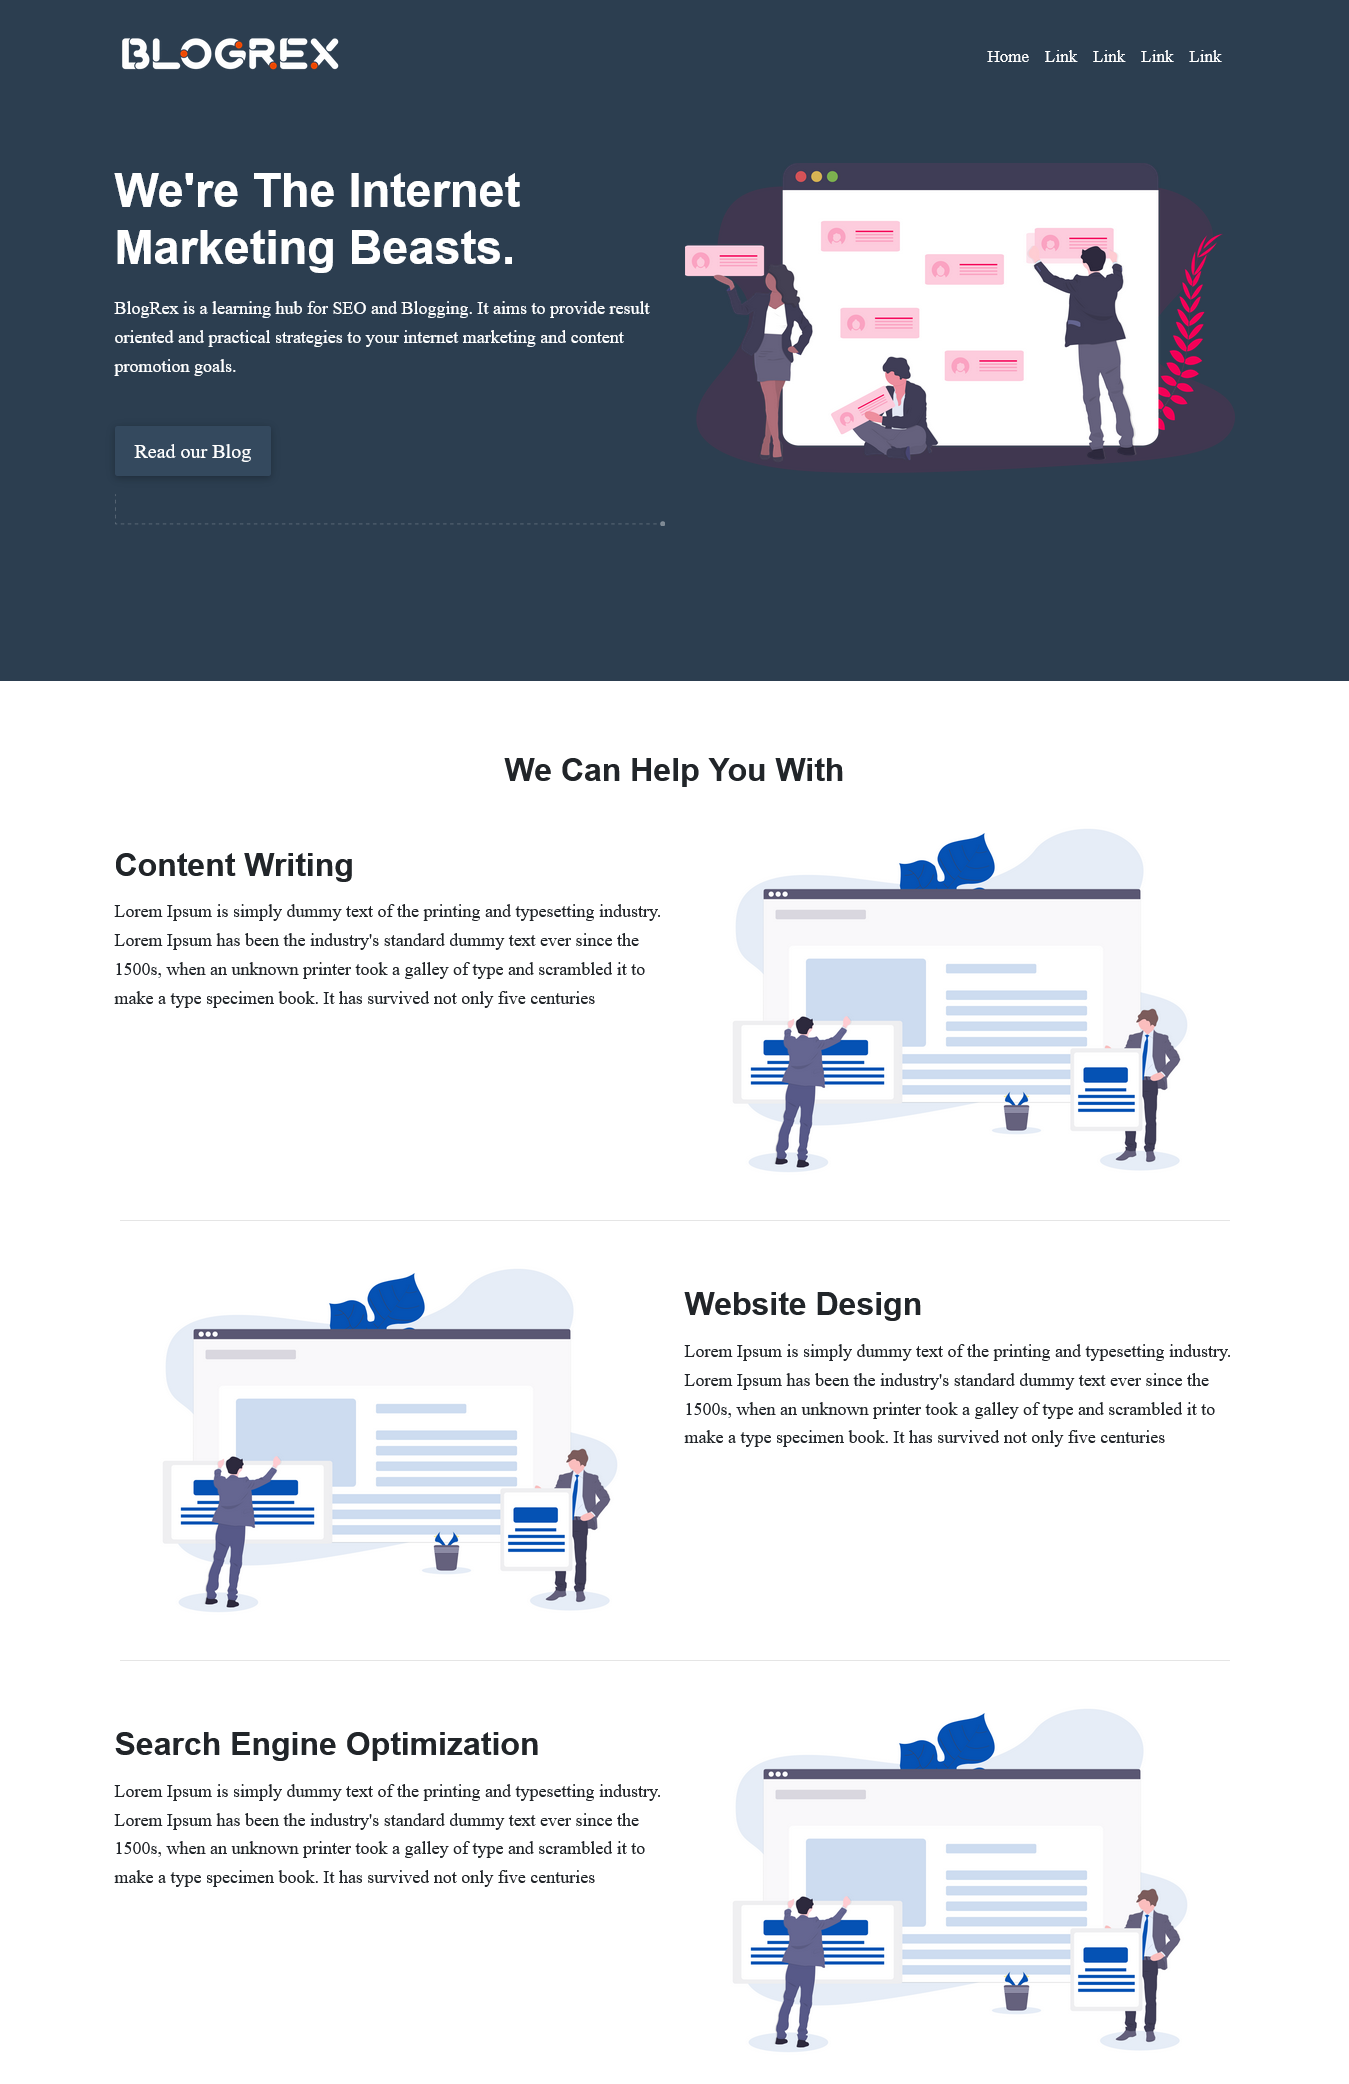 BLOGREX
Home Link Link Link Link
We're The Internet
Marketing Beasts.
BlogRex is a learning hub for SEO and Blogging. It aims to provide result
oriented and practical strategies to your internet marketing and content
promotion goals.
Read our Blog
We Can Help You With
Content Writing
Lorem Ipsum is simply dummy text of the printing and typesetting industry.
Lorem Ipsum has been the industry's standard dummy text ever since the
1500s, when an unknown printer took a galley of type and scrambled it to
make a type specimen book. It has survived not only five centuries
Website Design
Lorem Ipsum is simply dummy text of the printing and typesetting industry.
Lorem Ipsum has been the industry's standard dummy text ever since the
1500s, when an unknown printer took a galley of type and scrambled it to
make a type specimen book. It has survived not only five centuries
Search Engine Optimization
Lorem Ipsum is simply dummy text of the printing and typesetting industry.
Lorem Ipsum has been the industry's standard dummy text ever since the
1500s, when an unknown printer took a galley of type and scrambled it to
make a type specimen book. It has survived not only five centuries